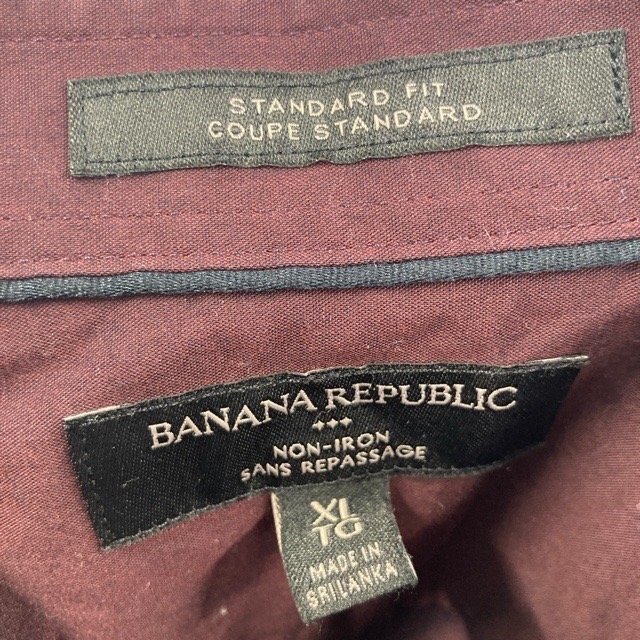 STANDARD FIT
COUPE STANDARD
BANANA REPUBLIC
NON-IRON
SANS REPASSAGE
XL
TG
MADE IN
SRI LANKA